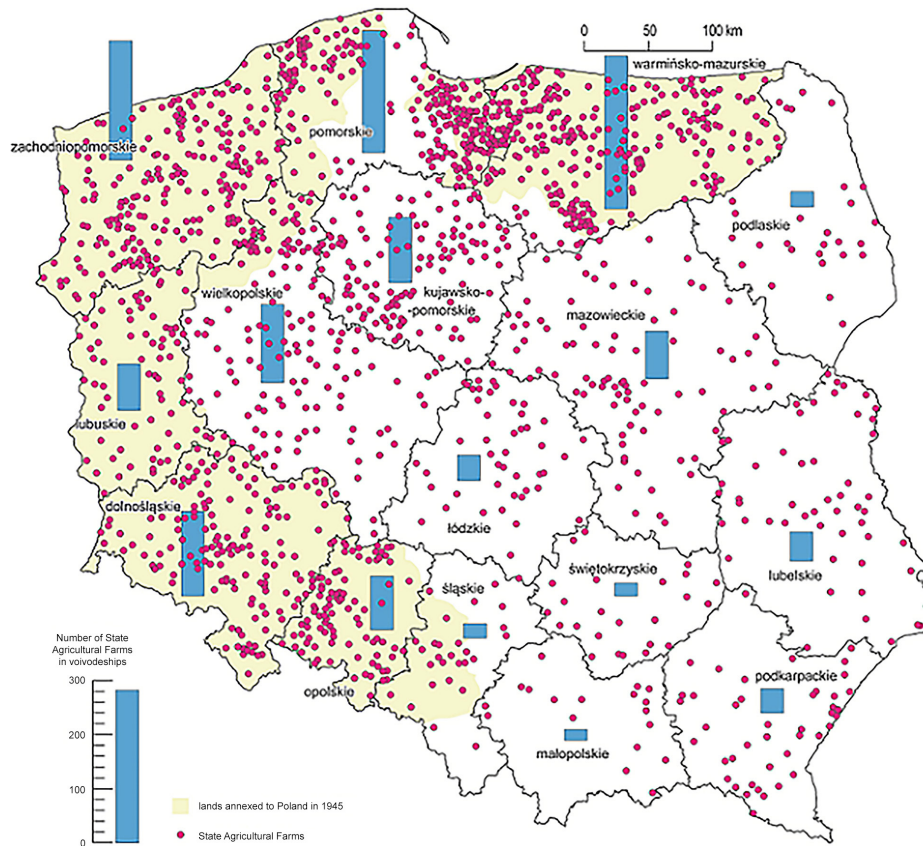 0 50 100 km
warmińsko-mazurskie
pomorskie
zachodniopomorskie
podlaskie
wielkopolskie
kujawsko-
-pomorskie
mazowieckie
lubuskie
dolnośląskie
łódzkie
śląskie
świętokrzyskie
lubelskie
opolskie
podkarpackie
małopolskie
Number of State
Agricultural Farms
in voivodeships
300
200
100
0
lands annexed to Poland in 1945
State Agricultural Farms